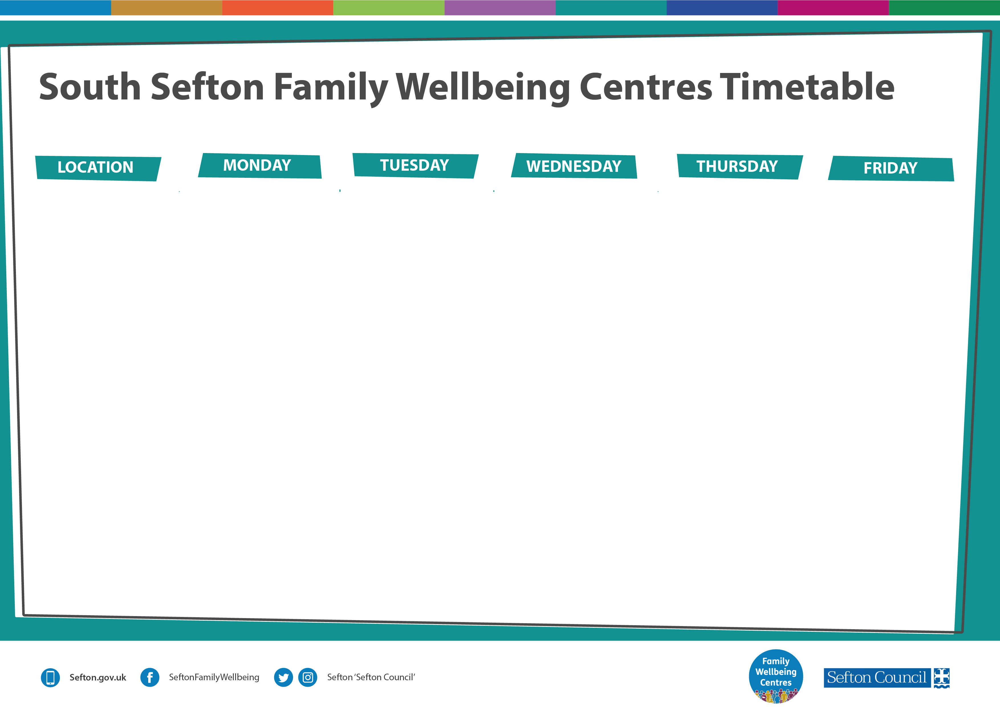 South Sefton Family Wellbeing Centres Timetable
LOCATION MONDAY TUESDAY WEDNESDAY THURSDAY FRIDAY
Sefton.gov.uk SeftonFamilyWellbeing Sefton ‘Sefton Council’
Family
Wellbeing
Centres
Sefton Council